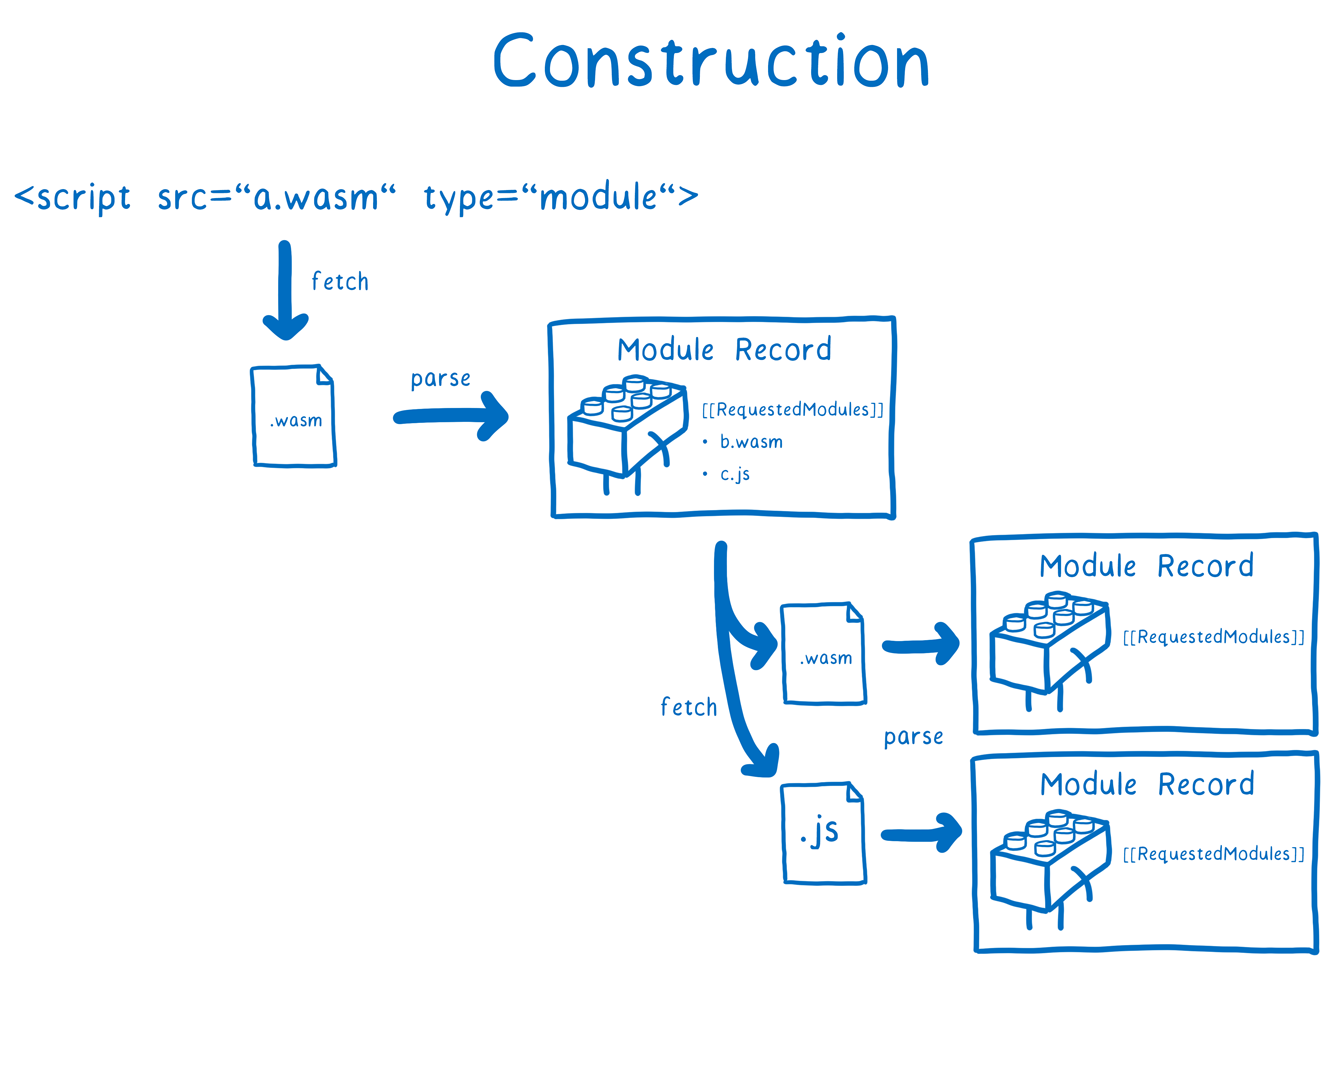 Construction
<script src=“a.wasm“ type=“module“>
fetch
.wasm
parse
Module Record
[[RequestedModules]]
• b.wasm
• c.js
fetch
.wasm
parse
.js
Module Record
[[RequestedModules]]
Module Record
[[RequestedModules]]